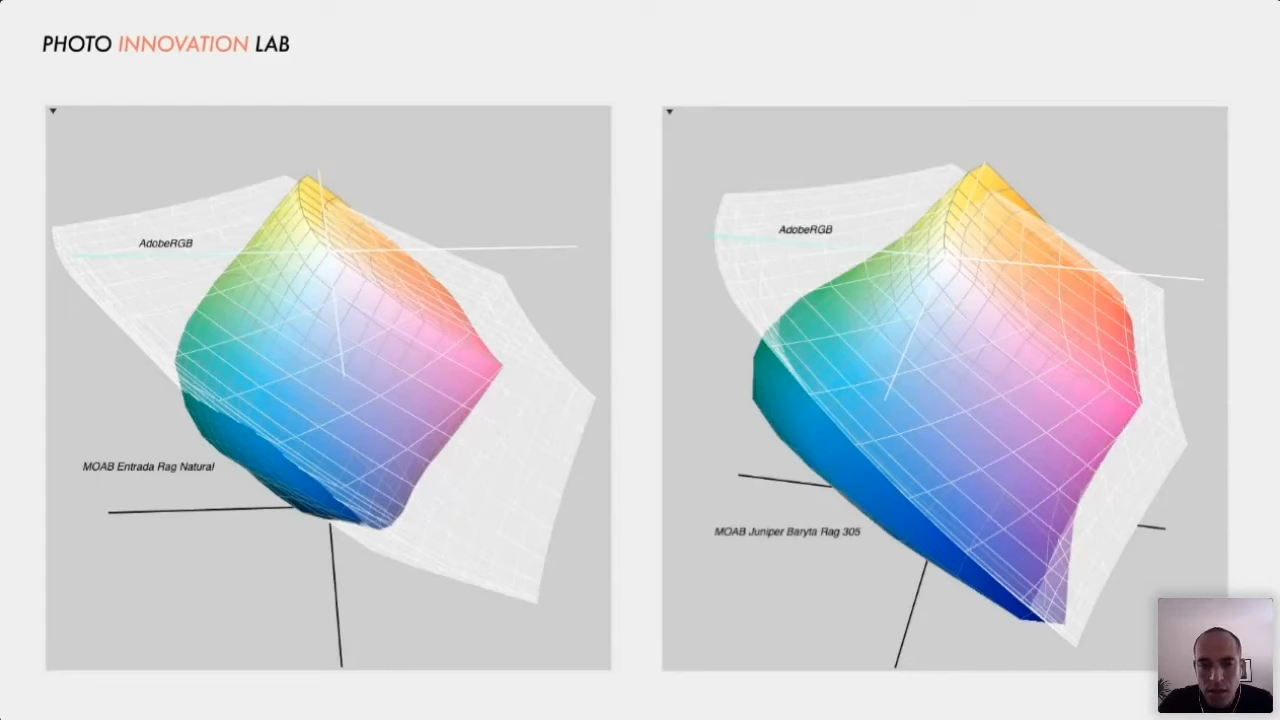 PHOTO INNOVATION LAB
AdobeRGB
MOAB Entrada Rag Natural
AdobeRGB
MOAB Juniper Baryta Rag 305